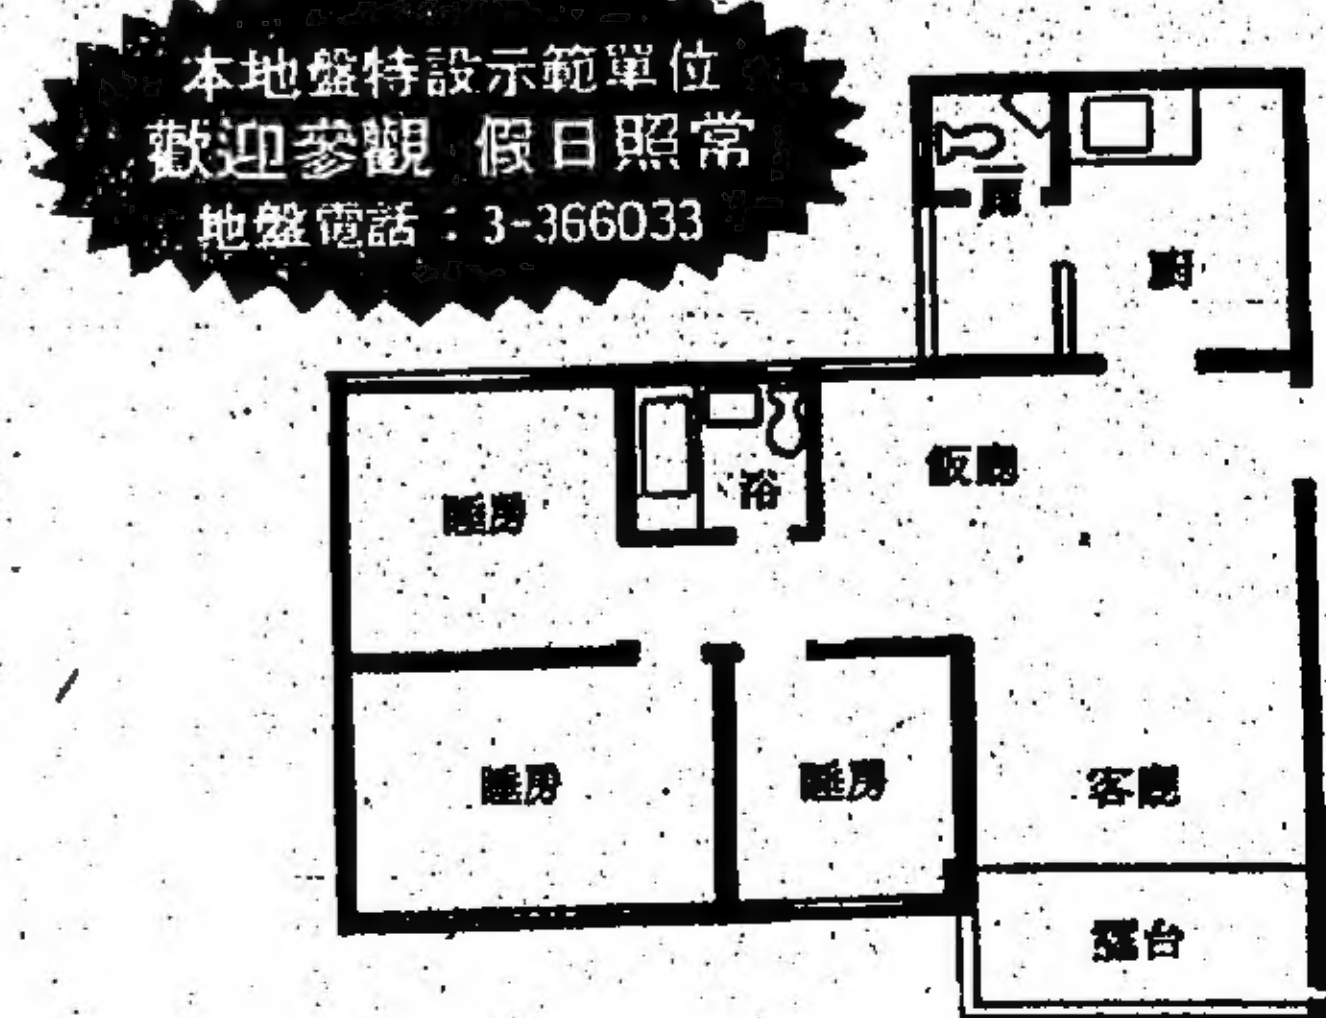 本地盤特設示範單位
歡迎參觀 假日照常
地盤電話：3-366033
廁
廚
飯廳
浴
睡房
睡房
睡房
客廳
露台